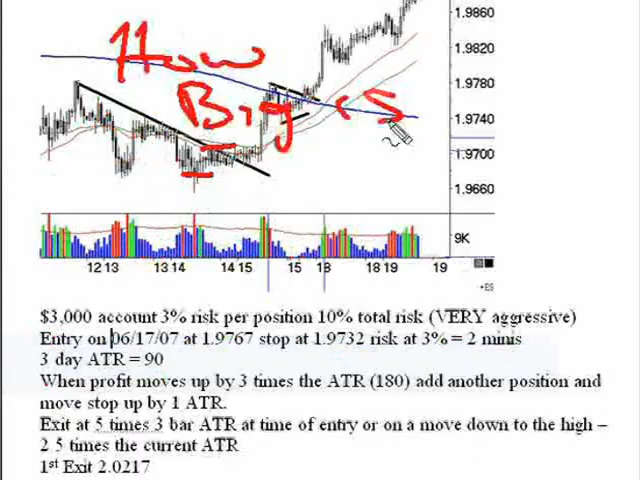 How
Big is
1.9860
1.9820
1.9780
1.9740
1.9700
1.9660
9K
12 13 13 14 14 15 15 18 18 19 19
ES
$3,000 account 3% risk per position 10% total risk (VERY aggressive)
Entry on 06/17/07 at 1.9767 stop at 1.9732 risk at 3% = 2 minis
3 day ATR = 90
When profit moves up by 3 times the ATR (180) add another position and
move stop up by 1 ATR.
Exit at 5 times 3 bar ATR at time of entry or on a move down to the high –
2.5 times the current ATR
1st Exit 2.0217